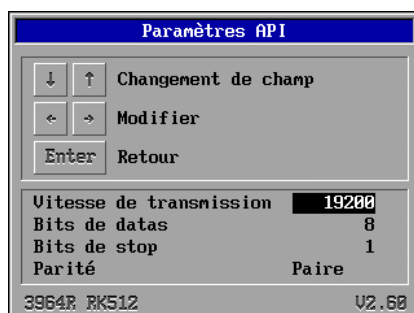 Paramètres API
↓ ↑ Changement de champ
← → Modifier
Enter Retour
Vitesse de transmission 19200
Bits de datas 8
Bits de stop 1
Parité Paire
3964R RK512 V2.60